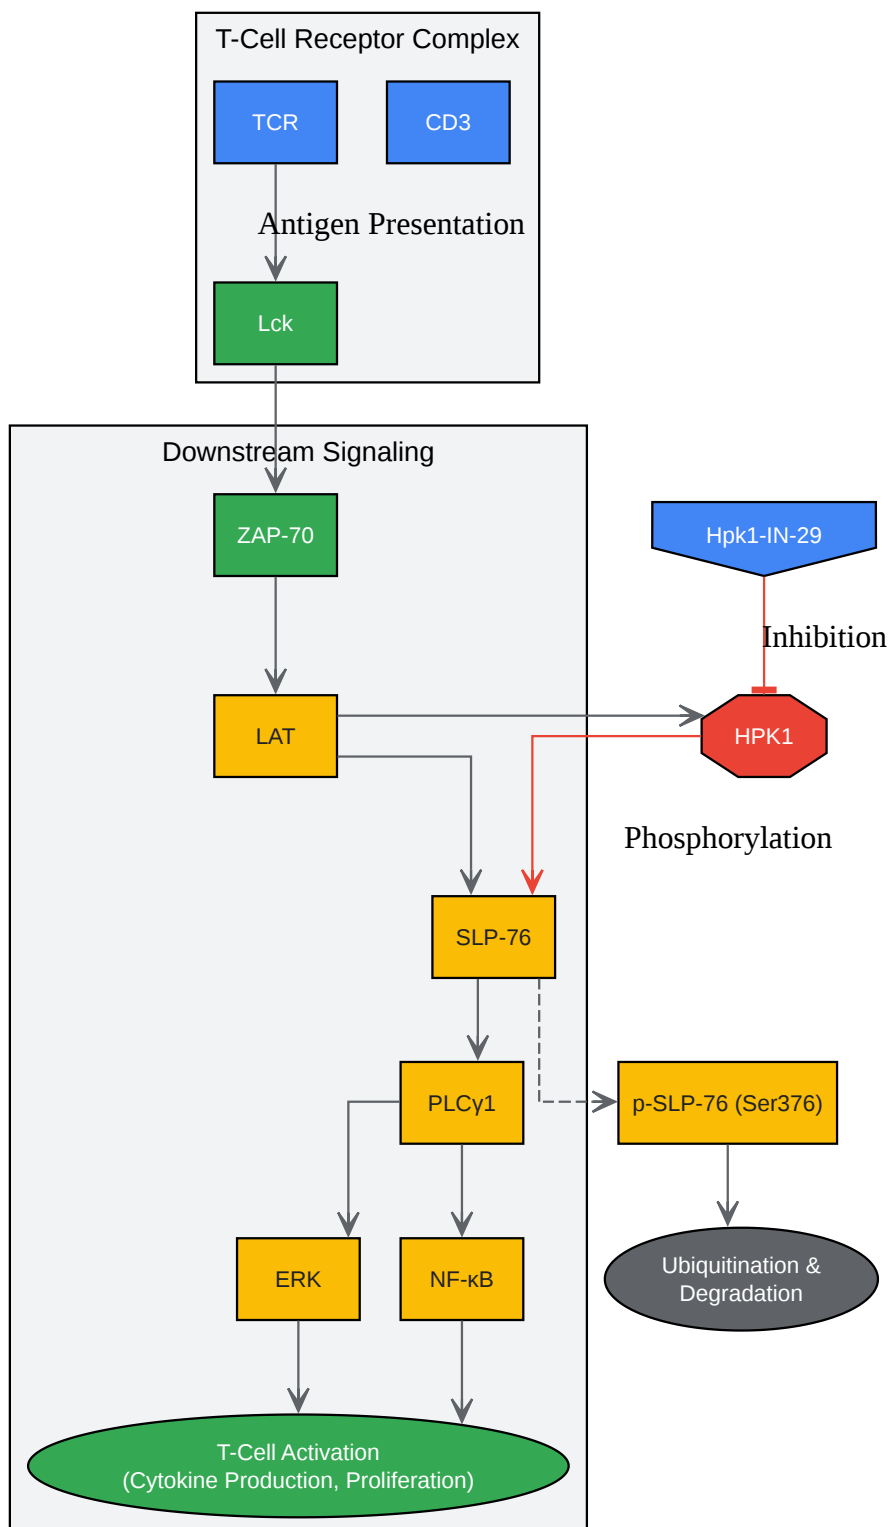 T-Cell Receptor Complex
TCR
CD3
Antigen Presentation
Lck
Downstream Signaling
ZAP-70
Hpk1-IN-29
Inhibition
LAT
HPK1
Phosphorylation
SLP-76
PLCγ1
p-SLP-76 (Ser376)
ERK
NF-κB
Ubiquitination &
Degradation
T-Cell Activation
(Cytokine Production, Proliferation)